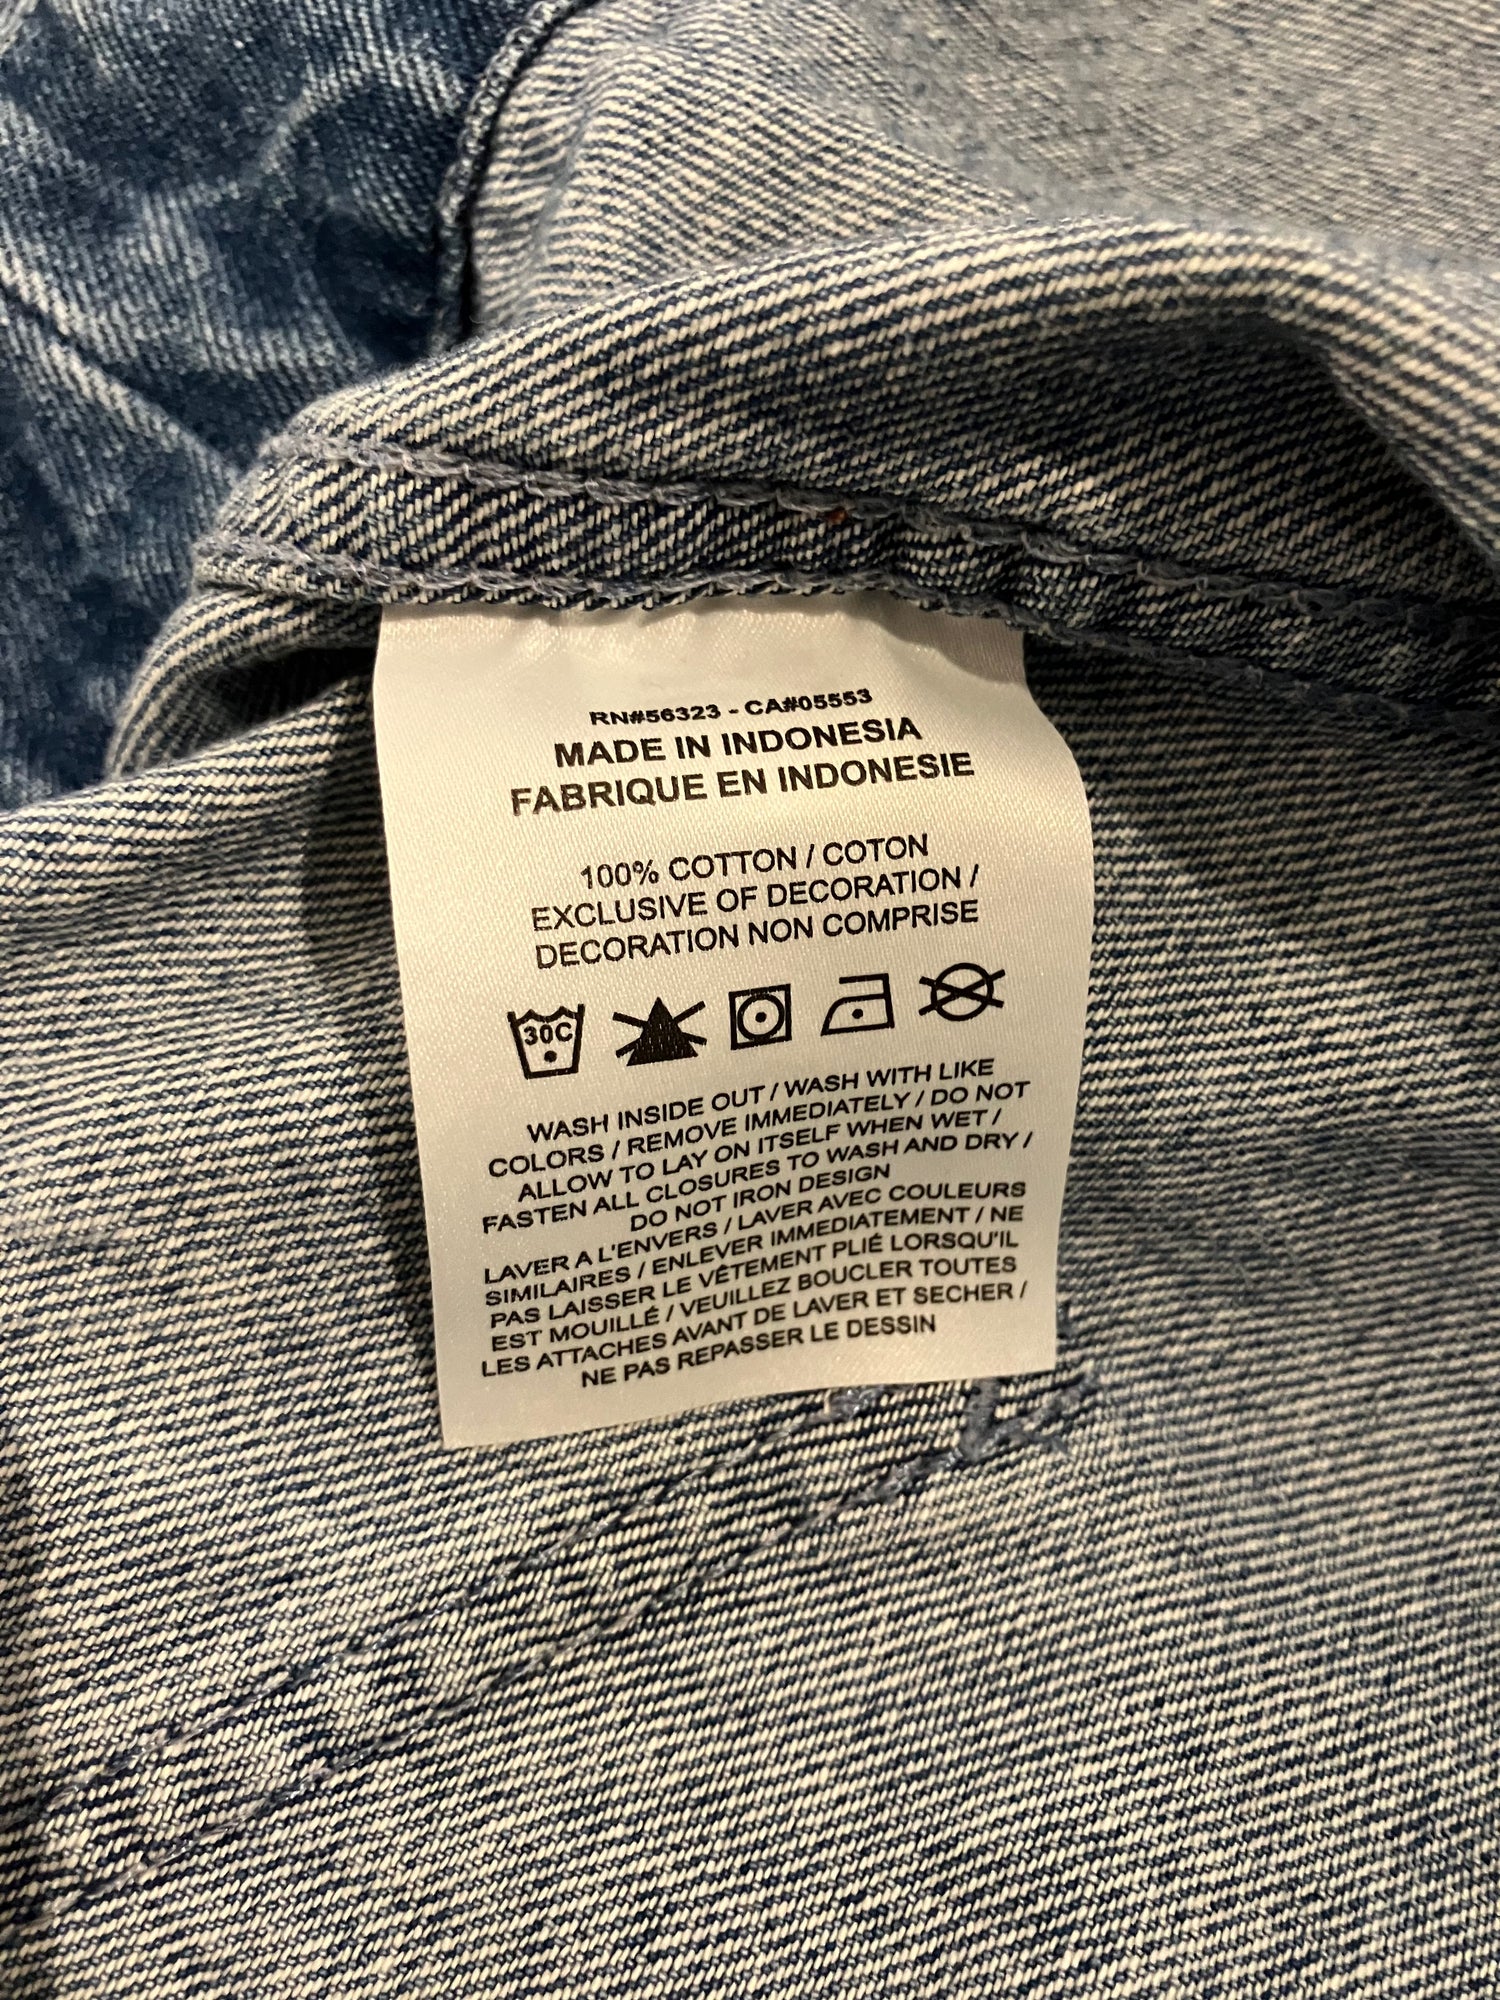 RN#56323 - CA#05553
MADE IN INDONESIA
FABRIQUE EN INDONESIE
100% COTTON / COTON
EXCLUSIVE OF DECORATION /
DECORATION NON COMPRISE
30C
WASH INSIDE OUT / WASH WITH LIKE
COLORS / REMOVE IMMEDIATELY / DO NOT
ALLOW TO LAY ON ITSELF WHEN WET /
FASTEN ALL CLOSURES TO WASH AND DRY /
DO NOT IRON DESIGN
LAVER A L'ENVERS / LAVER AVEC COULEURS
SIMILAIRES / ENLEVER IMMEDIATEMENT / NE
PAS LAISSER LE VÊTEMENT PLIÉ LORSQU'IL
EST MOUILLÉ / VEUILLEZ BOUCLER TOUTES
LES ATTACHES AVANT DE LAVER ET SECHER /
NE PAS REPASSER LE DESSIN